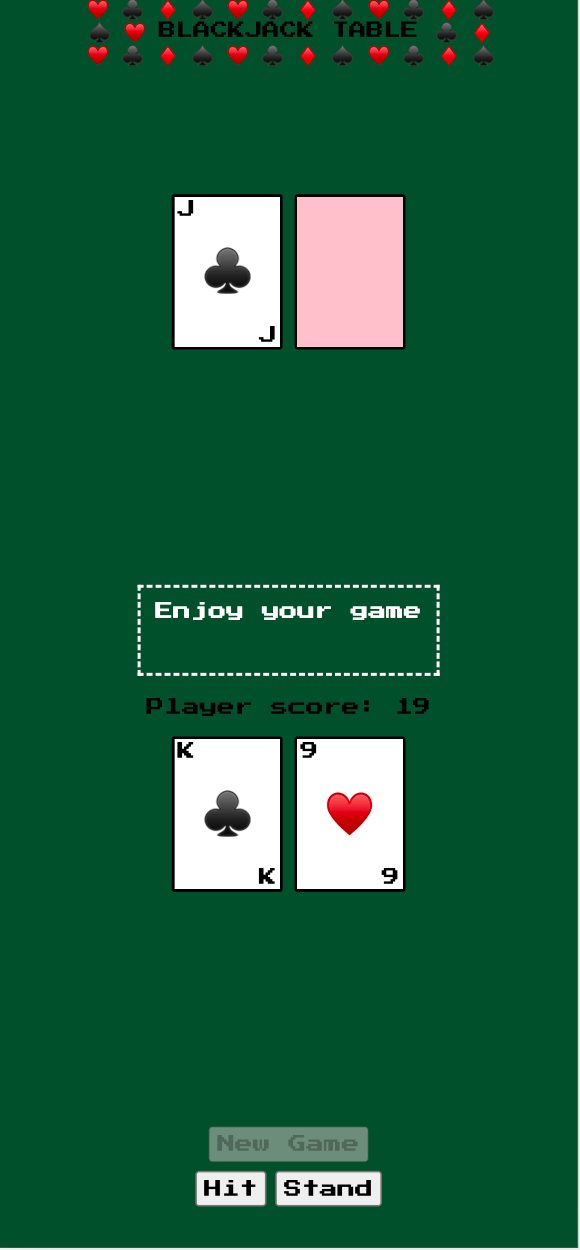 BLACKJACK TABLE
J
J
Enjoy your game
Player score: 19
K
9
K
9
New Game
Hit
Stand